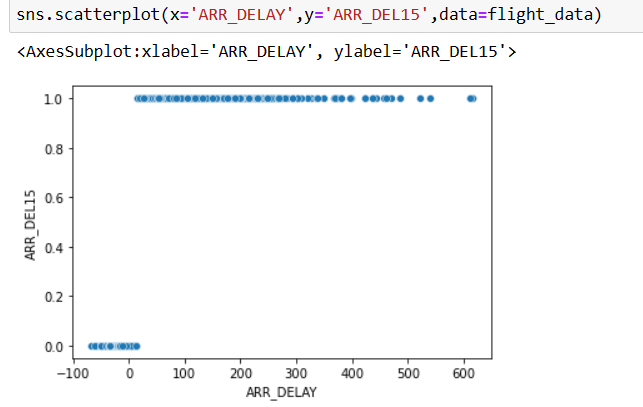 sns.scatterplot(x='ARR_DELAY',y='ARR_DEL15',data=flight_data)
<AxesSubplot:xlabel='ARR_DELAY', ylabel='ARR_DEL15'>
1.0
0.8
0.6
0.4
0.2
0.0
ARR_DEL15
−100 0 100 200 300 400 500 600
ARR_DELAY